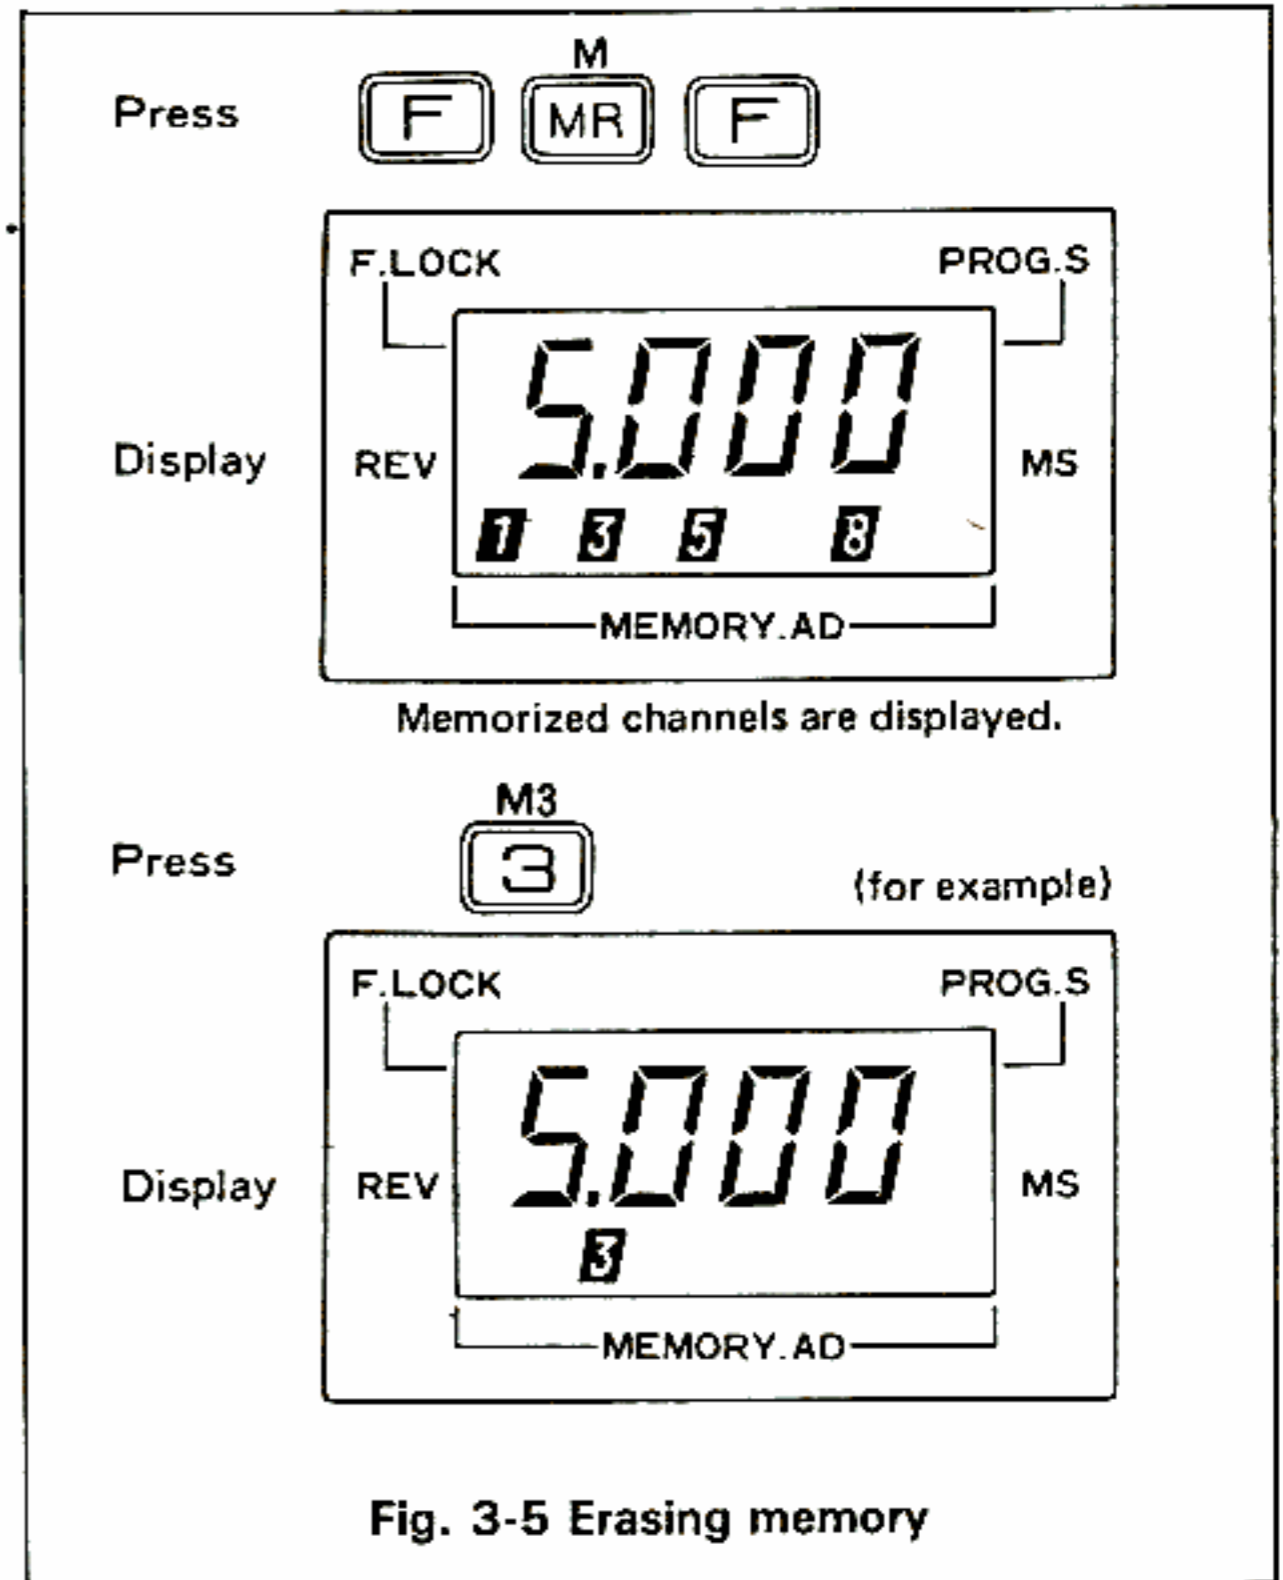 M
Press F MR F
F.LOCK PROG.S
5.000
Display REV MS
1 3 5 8
MEMORY.AD
Memorized channels are displayed.
M3
Press 3 (for example)
F.LOCK PROG.S
5.000
Display REV MS
3
MEMORY.AD
Fig. 3-5 Erasing memory